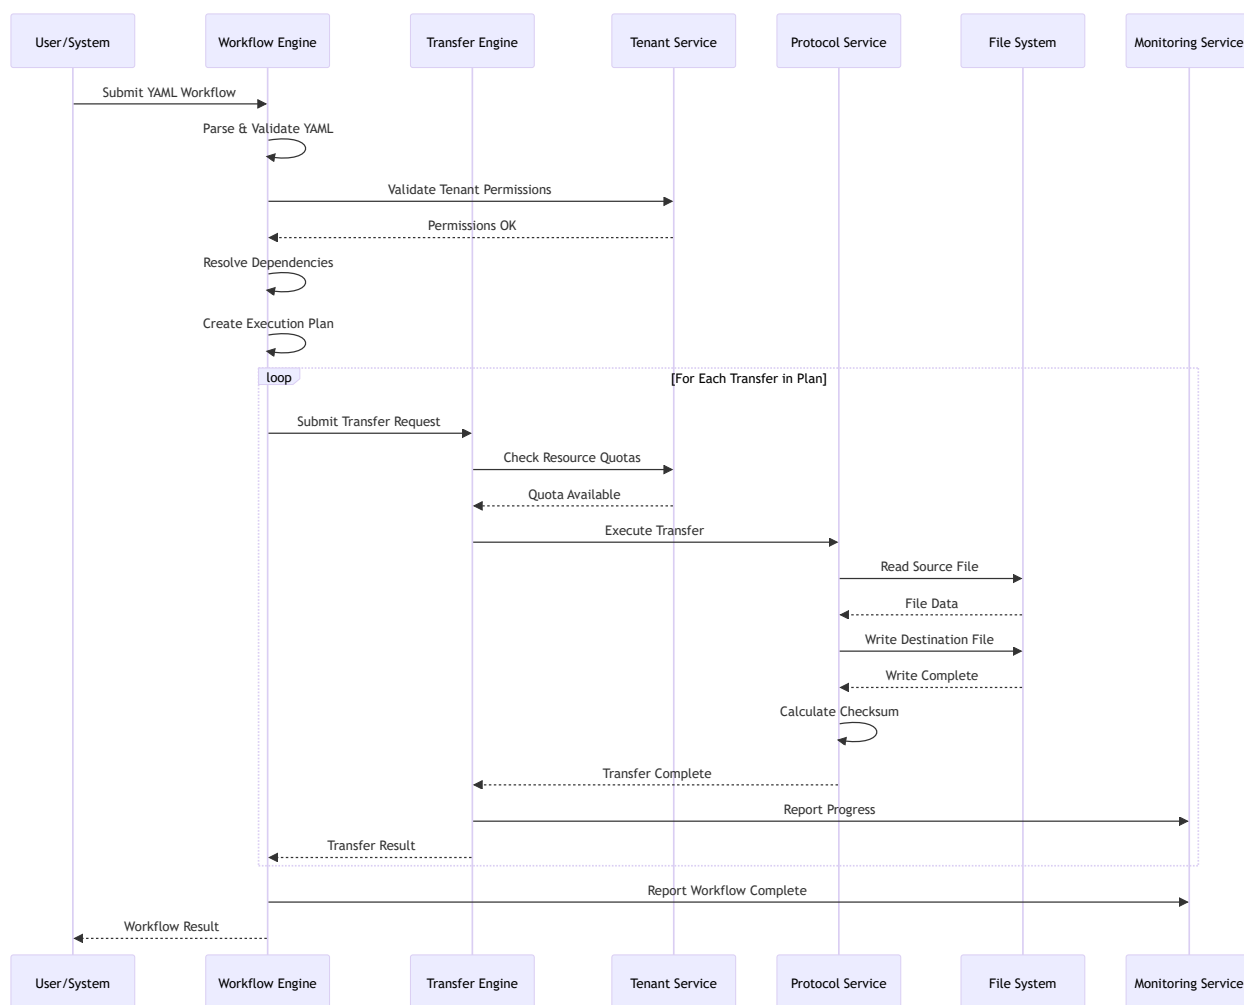 User/System
Workflow Engine
Transfer Engine
Tenant Service
Protocol Service
File System
Monitoring Service
Submit YAML Workflow
Parse & Validate YAML
Validate Tenant Permissions
Permissions OK
Resolve Dependencies
Create Execution Plan
loop
[For Each Transfer in Plan]
Submit Transfer Request
Check Resource Quotas
Quota Available
Execute Transfer
Read Source File
File Data
Write Destination File
Write Complete
Calculate Checksum
Transfer Complete
Report Progress
Transfer Result
Report Workflow Complete
Workflow Result
User/System
Workflow Engine
Transfer Engine
Tenant Service
Protocol Service
File System
Monitoring Service